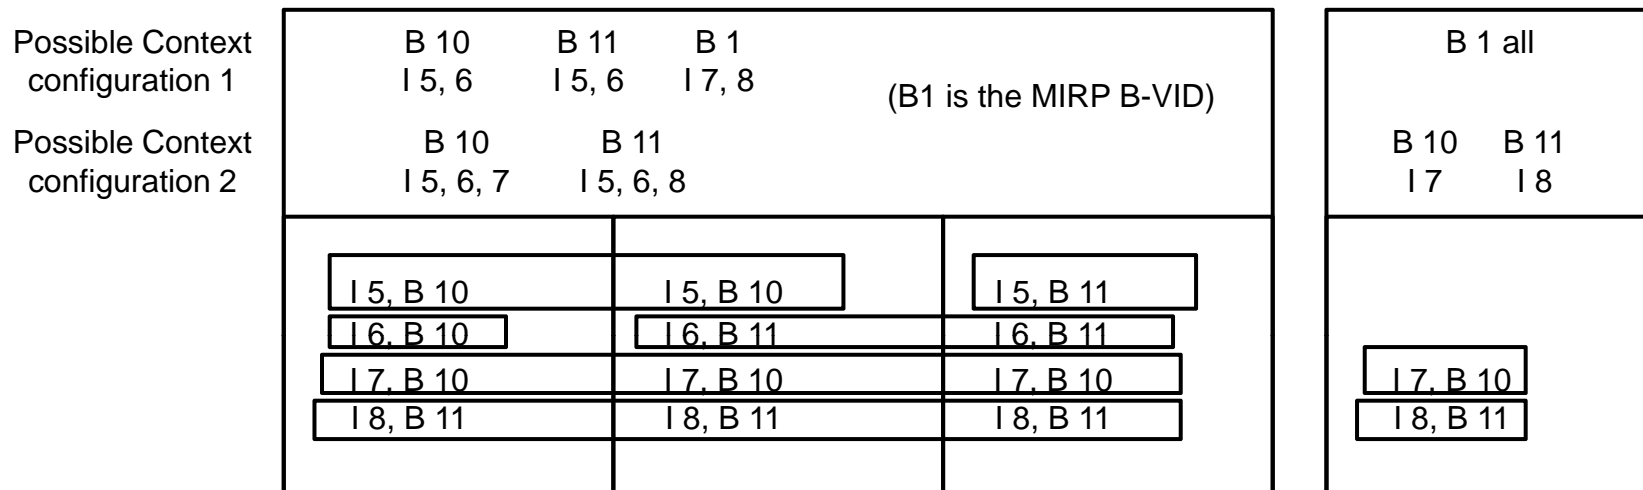 Possible Context B 10 B 11 B 1 B 1 all
configuration 1 I 5, 6 I 5, 6 I 7, 8
(B1 is the MIRP B-VID)
Possible Context B 10 B 11 B 10 B 11
configuration 2 I 5, 6, 7 I 5, 6, 8 I 7 I 8
I 5, B 10 I 5, B 10 I 5, B 11
I 6, B 10 I 6, B 11 I 6, B 11
I 7, B 10 I 7, B 10 I 7, B 10 I 7, B 10
I 8, B 11 I 8, B 11 I 8, B 11 I 8, B 11